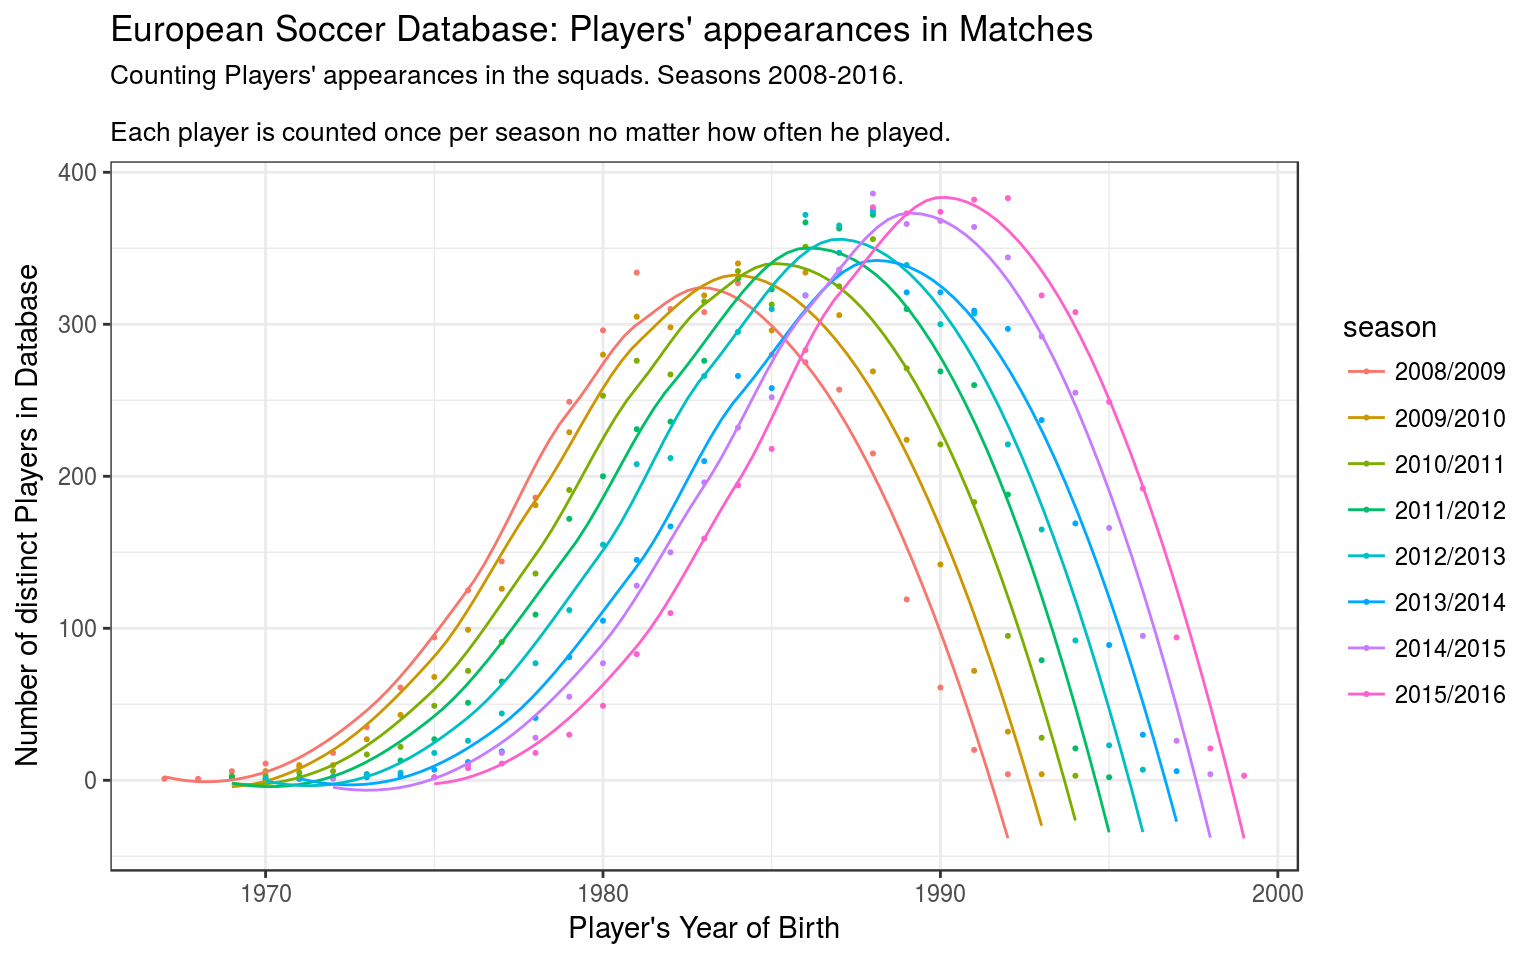 European Soccer Database: Players' appearances in Matches
Counting Players' appearances in the squads. Seasons 2008-2016.
Each player is counted once per season no matter how often he played.
Number of distinct Players in Database
400
300
200
100
0
1970
1980
1990
2000
Player's Year of Birth
season
2008/2009
2009/2010
2010/2011
2011/2012
2012/2013
2013/2014
2014/2015
2015/2016